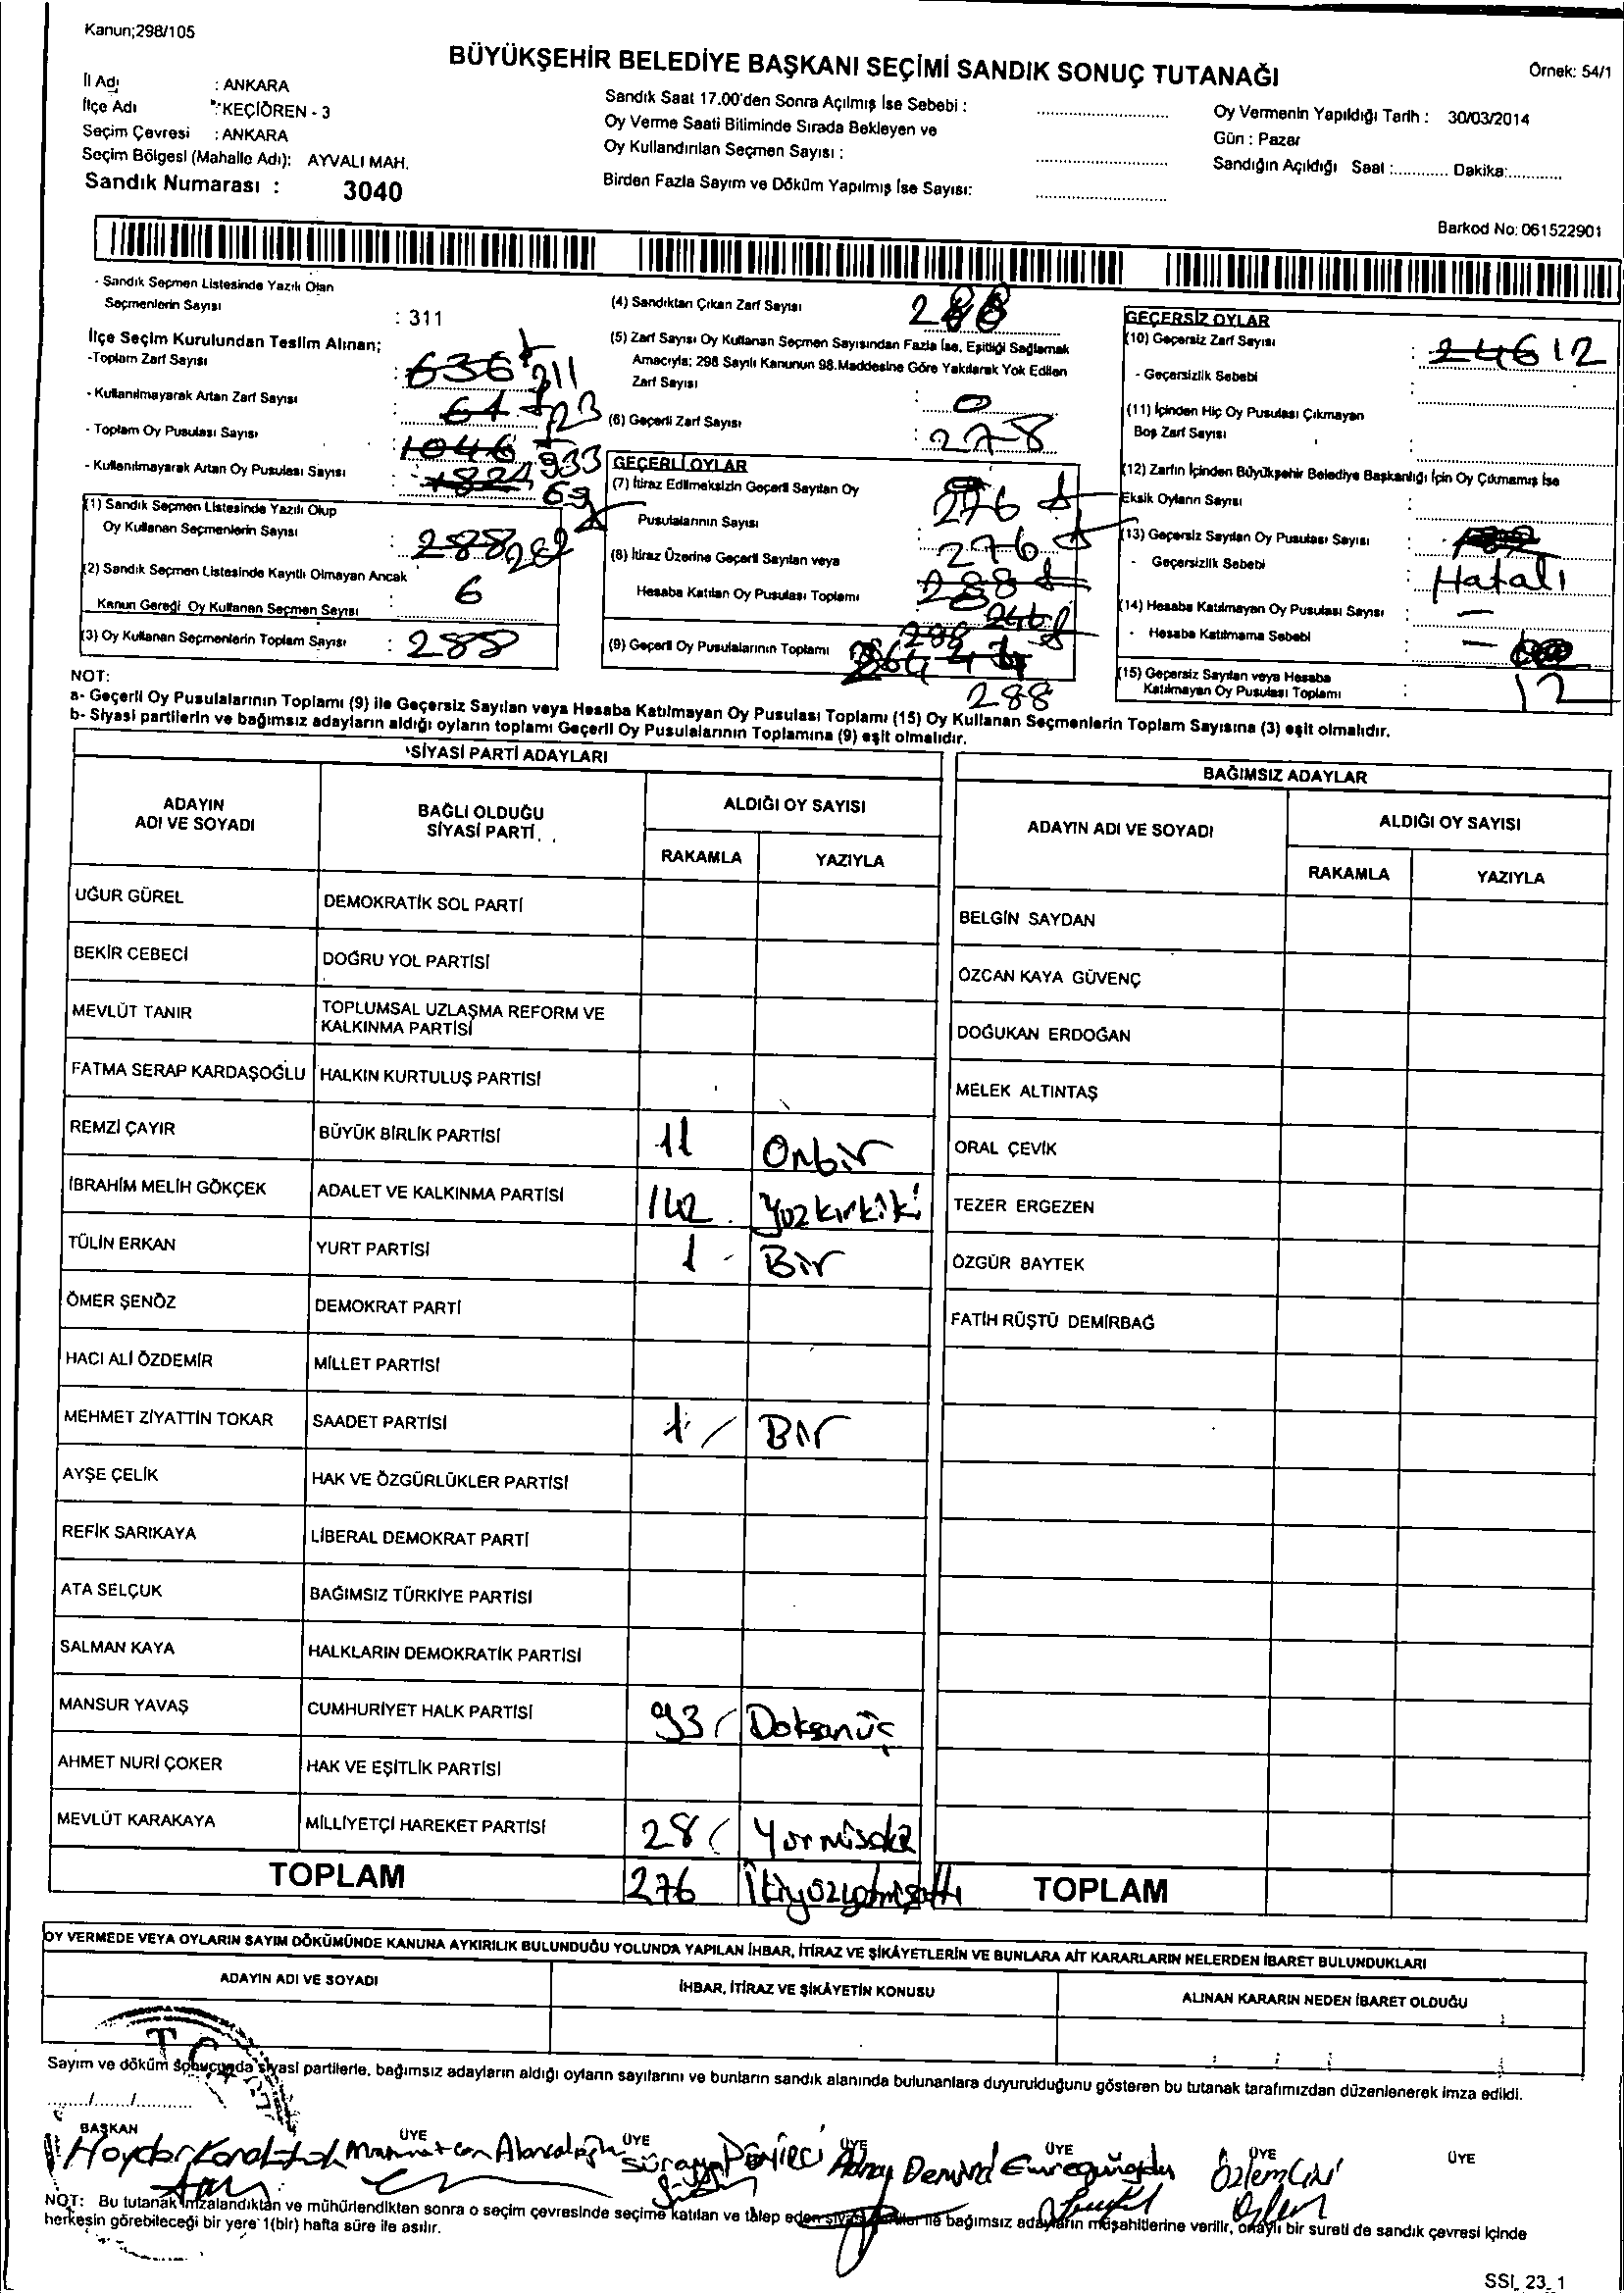 Kanun;298/105
BÜYÜKŞEHİR BELEDİYE BAŞKANI SEÇİMİ SANDIK SONUÇ TUTANAĞI
Örnek: 54/1
İl Adı : ANKARA
İlçe Adı : KEÇİÖREN - 3
Seçim Çevresi : ANKARA
Seçim Bölgesi (Mahalle Adı): AYVALI MAH.
Sandık Numarası : 3040
Sandık Saat 17.00'den Sonra Açılmış İse Sebebi :
Oy Verme Saati Bitiminde Sırada Bekleyen ve
Oy Kullandırılan Seçmen Sayısı :
Birden Fazla Sayım ve Döküm Yapılmış İse Sayısı:
Oy Vermenin Yapıldığı Tarih : 30/03/2014
Gün : Pazar
Sandığın Açıldığı Saat :............ Dakika:............
Barkod No: 061522901
- Sandık Seçmen Listesinde Yazılı Olan
Seçmenlerin Sayısı : 311
İlçe Seçim Kurulundan Teslim Alınan;
-Toplam Zarf Sayısı : 636 311
- Kullanılmayarak Artan Zarf Sayısı : 61 23
- Toplam Oy Pusulası Sayısı : 1046 933
- Kullanılmayarak Artan Oy Pusulası Sayısı :
(1) Sandık Seçmen Listesinde Yazılı Olup
Oy Kullanan Seçmenlerin Sayısı : 288 282
(2) Sandık Seçmen Listesinde Kayıtlı Olmayan Ancak
Kanun Gereği Oy Kullanan Seçmen Sayısı : 6
(3) Oy Kullanan Seçmenlerin Toplam Sayısı : 288
(4) Sandıktan Çıkan Zarf Sayısı 288
(5) Zarf Sayısı Oy Kullanan Seçmen Sayısından Fazla İse, Eşitliği Sağlamak
Amacıyla; 298 Sayılı Kanunun 98.Maddesine Göre Yakılarak Yok Edilen
Zarf Sayısı : 0
(6) Geçerli Zarf Sayısı : 278
GEÇERLİ OYLAR
(7) İtiraz Edilmeksizin Geçerli Sayılan Oy
Pusulalarının Sayısı : 276
(8) İtiraz Üzerine Geçerli Sayılan veya : 276
Hesaba Katılan Oy Pusulası Toplamı 288
(9) Geçerli Oy Pusulalarının Toplamı 288
288
GEÇERSİZ OYLAR
(10) Geçersiz Zarf Sayısı : 246 12
- Geçersizlik Sebebi :
(11) İçinden Hiç Oy Pusulası Çıkmayan
Boş Zarf Sayısı :
(12) Zarfın İçinden Büyükşehir Belediye Başkanlığı İçin Oy Çıkmamış İse
Eksik Oyların Sayısı
(13) Geçersiz Sayılan Oy Pusulası Sayısı :
- Geçersizlik Sebebi : Hatalı
(14) Hesaba Katılmayan Oy Pusulası Sayısı : -
- Hesaba Katılmama Sebebi : -
(15) Geçersiz Sayılan veya Hesaba
Katılmayan Oy Pusulası Toplamı : 12
NOT:
a- Geçerli Oy Pusulalarının Toplamı (9) ile Geçersiz Sayılan veya Hesaba Katılmayan Oy Pusulası Toplamı (15) Oy Kullanan Seçmenlerin Toplam Sayısına (3) eşit olmalıdır.
b- Siyasi partilerin ve bağımsız adayların aldığı oyların toplamı Geçerli Oy Pusulalarının Toplamına (9) eşit olmalıdır.
SİYASİ PARTİ ADAYLARI
ADAYIN ADI VE SOYADI
BAĞLI OLDUĞU SİYASİ PARTİ
ALDIĞI OY SAYISI
RAKAMLA YAZIYLA
UĞUR GÜREL DEMOKRATİK SOL PARTİ
BEKİR CEBECİ DOĞRU YOL PARTİSİ
MEVLÜT TANIR TOPLUMSAL UZLAŞMA REFORM VE
KALKINMA PARTİSİ
FATMA SERAP KARDAŞOĞLU HALKIN KURTULUŞ PARTİSİ
REMZİ ÇAYIR BÜYÜK BİRLİK PARTİSİ 11 Onbir
İBRAHİM MELİH GÖKÇEK ADALET VE KALKINMA PARTİSİ 142 Yüzkırkiki
TÜLİN ERKAN YURT PARTİSİ 1 - Bir
ÖMER ŞENÖZ DEMOKRAT PARTİ
HACI ALİ ÖZDEMİR MİLLET PARTİSİ
MEHMET ZİYATTİN TOKAR SAADET PARTİSİ 1 / Bir
AYŞE ÇELİK HAK VE ÖZGÜRLÜKLER PARTİSİ
REFİK SARIKAYA LİBERAL DEMOKRAT PARTİ
ATA SELÇUK BAĞIMSIZ TÜRKİYE PARTİSİ
SALMAN KAYA HALKLARIN DEMOKRATİK PARTİSİ
MANSUR YAVAŞ CUMHURİYET HALK PARTİSİ 93 / Doksanüç
AHMET NURİ ÇOKER HAK VE EŞİTLİK PARTİSİ
MEVLÜT KARAKAYA MİLLİYETÇİ HAREKET PARTİSİ 28 / Yirmisekiz
TOPLAM 276 İkiyüzyetmişaltı
BAĞIMSIZ ADAYLAR
ADAYIN ADI VE SOYADI
ALDIĞI OY SAYISI
RAKAMLA YAZIYLA
BELGİN SAYDAN
ÖZCAN KAYA GÜVENÇ
DOĞUKAN ERDOĞAN
MELEK ALTINTAŞ
ORAL ÇEVİK
TEZER ERGEZEN
ÖZGÜR BAYTEK
FATİH RÜŞTÜ DEMİRBAĞ
TOPLAM
OY VERMEDE VEYA OYLARIN SAYIM DÖKÜMÜNDE KANUNA AYKIRILIK BULUNDUĞU YOLUNDA YAPILAN İHBAR, İTİRAZ VE ŞİKÂYETLERİN VE BUNLARA AİT KARARLARIN NELERDEN İBARET BULUNDUKLARI
ADAYIN ADI VE SOYADI İHBAR, İTİRAZ VE ŞİKÂYETİN KONUSU ALINAN KARARIN NEDEN İBARET OLDUĞU
Sayım ve döküm sonucunda siyasi partilerle, bağımsız adayların aldığı oyların sayılarını ve bunların sandık alanında bulunanlara duyurulduğunu gösteren bu tutanak tarafımızdan düzenlenerek imza edildi.
....../....../............
BAŞKAN ÜYE ÜYE ÜYE ÜYE ÜYE ÜYE
NOT: Bu tutanak imzalandıktan ve mühürlendikten sonra o seçim çevresinde seçime katılan ve talep eden siyasi partiler ile bağımsız adayların müşahitlerine verilir, onaylı bir sureti de sandık çevresi içinde
herkesin görebileceği bir yere 1(bir) hafta süre ile asılır.
SSI_23_1